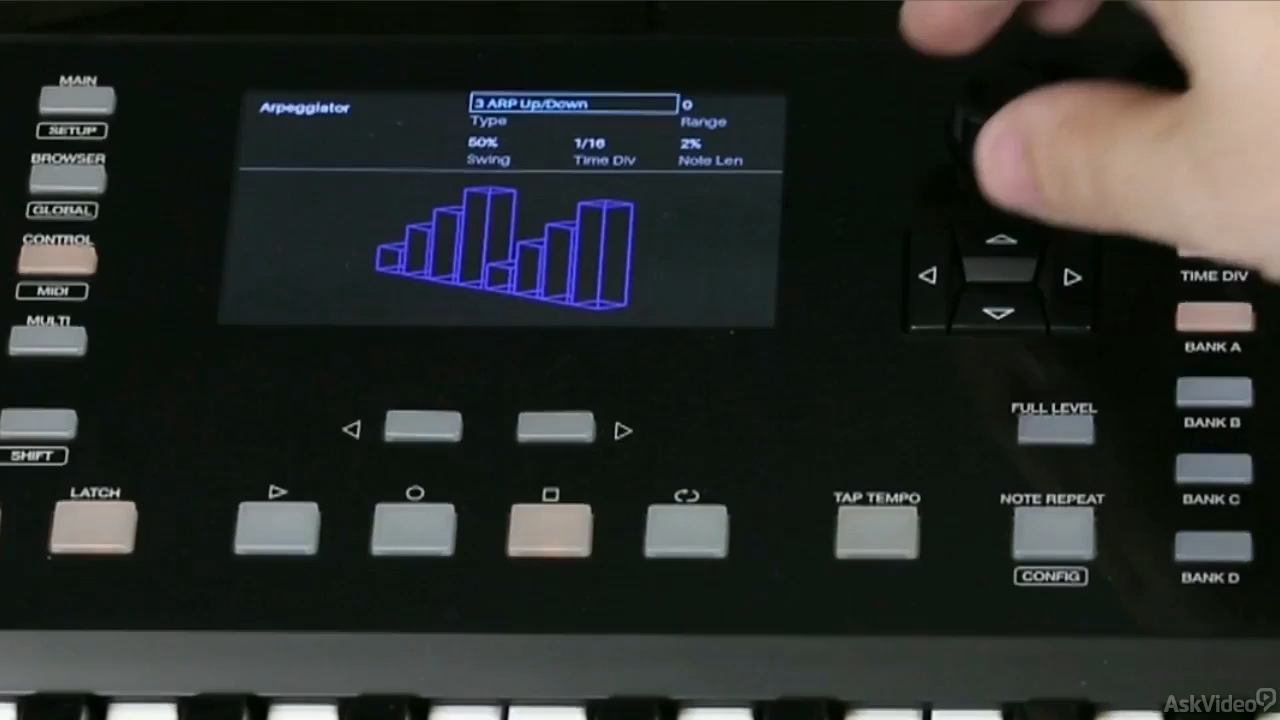 MAIN
SETUP
BROWSER
GLOBAL
CONTROL
MIDI
MULTI
SHIFT
LATCH
Arpeggiator
3 ARP Up/Down 0
Type Range
50% 1/16 2%
Swing Time Div Note Len
TIME DIV
BANK A
BANK B
BANK C
BANK D
FULL LEVEL
TAP TEMPO
NOTE REPEAT
CONFIG
AskVideo